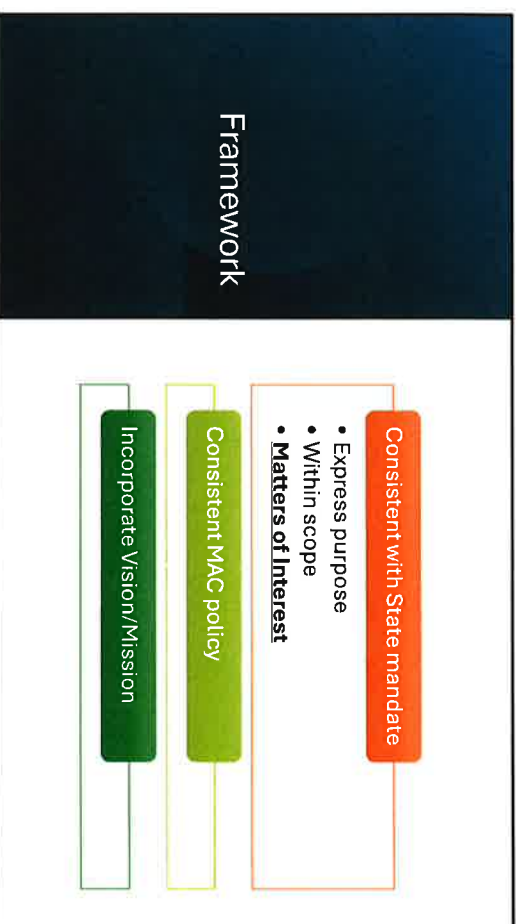 Framework
Consistent with State mandate
• Express purpose
• Within scope
• Matters of Interest
Consistent MAC policy
Incorporate Vision/Mission